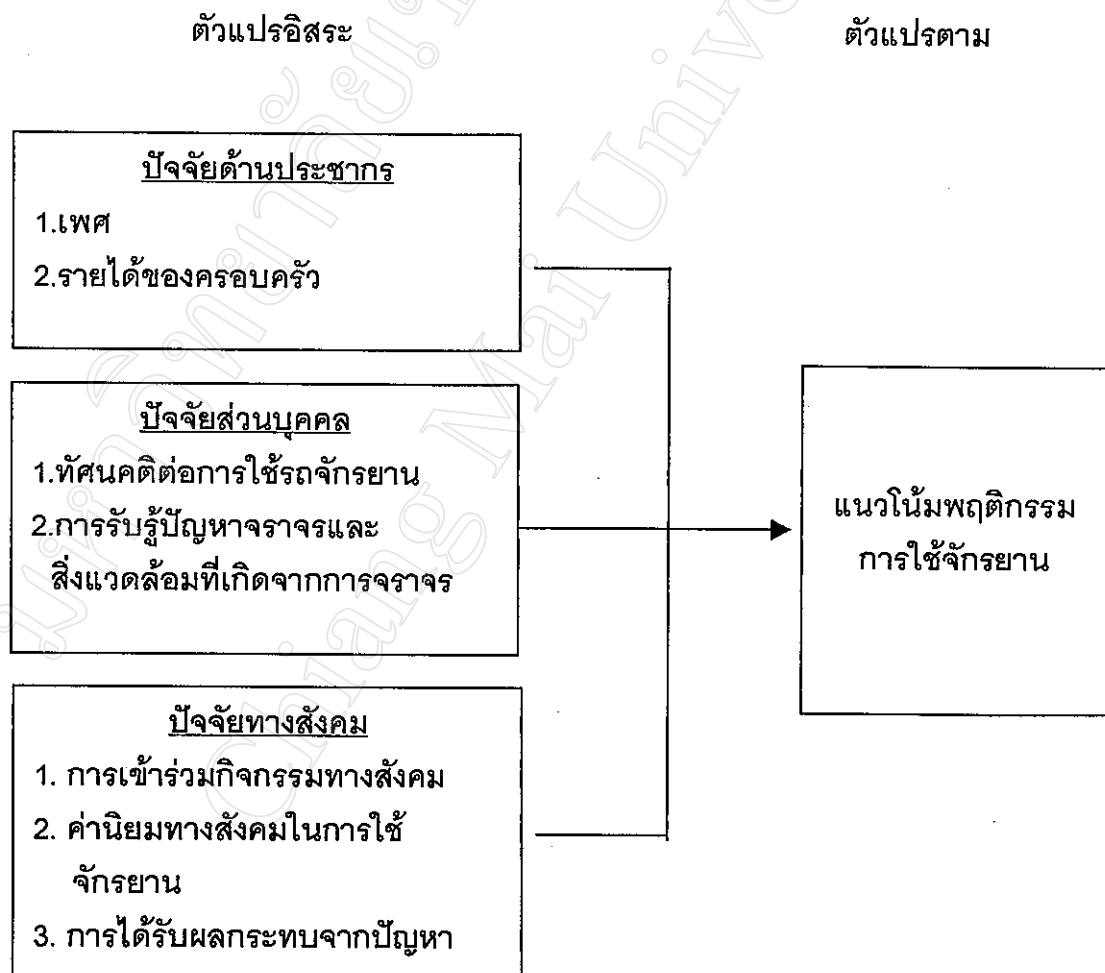 ตัวแปรอิสระ
ตัวแปรตาม
ปัจจัยด้านประชากร
1.เพศ
2.รายได้ของครอบครัว
ปัจจัยส่วนบุคคล
1.ทัศนคติต่อการใช้รถจักรยาน
2.การรับรู้ปัญหาจราจรและ
สิ่งแวดล้อมที่เกิดจากการจราจร
ปัจจัยทางสังคม
1. การเข้าร่วมกิจกรรมทางสังคม
2. ค่านิยมทางสังคมในการใช้
จักรยาน
3. การได้รับผลกระทบจากปัญหา
แนวโน้มพฤติกรรม
การใช้จักรยาน
Chiang Mai Univ